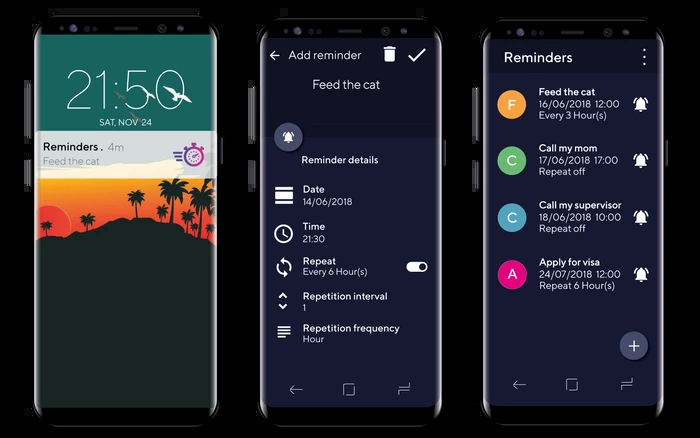 21:50
SAT, NOV 24
Reminders . 4m
Feed the cat
Add reminder
Feed the cat
Reminder details
Date
14/06/2018
Time
21:30
Repeat
Every 6 Hour(s)
Repetition interval
1
Repetition frequency
Hour
Reminders
F
Feed the cat
16/06/2018 12:00
Every 3 Hour(s)
C
Call my mom
17/06/2018 17:00
Repeat off
C
Call my supervisor
18/06/2018 10:00
Repeat off
A
Apply for visa
24/07/2018 12:00
Repeat 6 Hour(s)